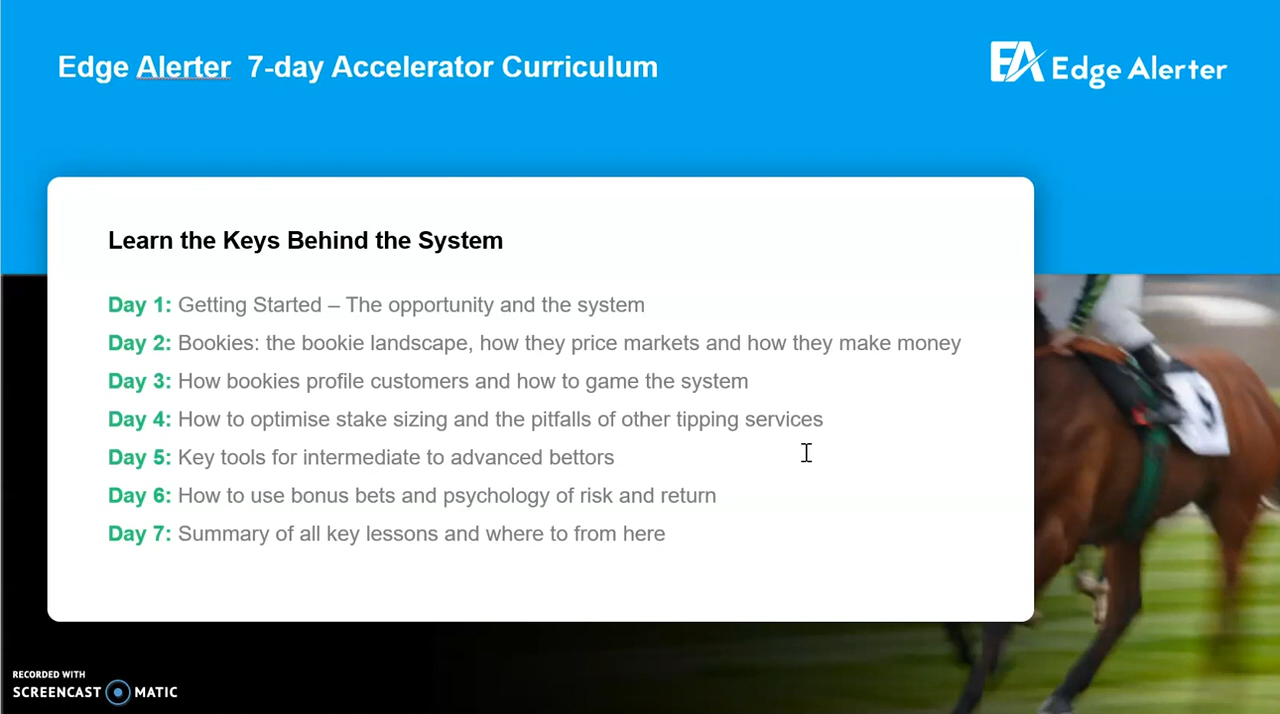 Edge Alerter 7-day Accelerator Curriculum
EA Edge Alerter
Learn the Keys Behind the System
Day 1: Getting Started – The opportunity and the system
Day 2: Bookies: the bookie landscape, how they price markets and how they make money
Day 3: How bookies profile customers and how to game the system
Day 4: How to optimise stake sizing and the pitfalls of other tipping services
Day 5: Key tools for intermediate to advanced bettors
Day 6: How to use bonus bets and psychology of risk and return
Day 7: Summary of all key lessons and where to from here
RECORDED WITH
SCREENCAST MATIC